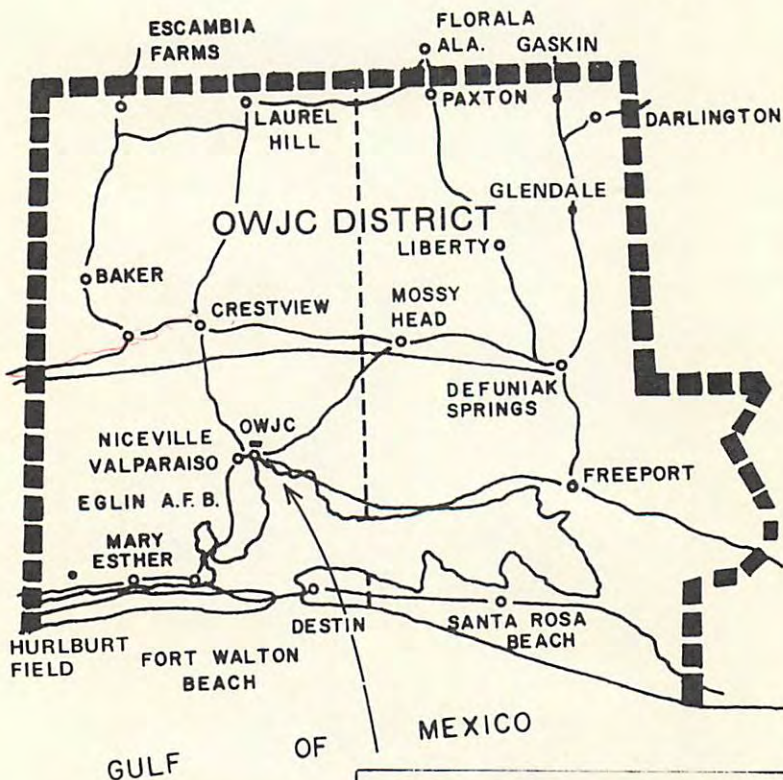 ESCAMBIA
FARMS
FLORALA
ALA.
GASKIN
LAUREL
HILL
PAXTON
DARLINGTON
GLENDALE
OWJC DISTRICT
LIBERTY
BAKER
CRESTVIEW
MOSSY
HEAD
DEFUNIAK
SPRINGS
OWJC
NICEVILLE
VALPARAISO
FREEPORT
EGLIN A.F.B.
MARY
ESTHER
DESTIN
SANTA ROSA
BEACH
HURLBURT
FIELD
FORT WALTON
BEACH
GULF OF MEXICO